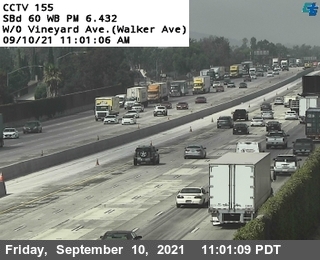 CCTV 155
SBd 60 WB PM 6.432
W/O Vineyard Ave.(Walker Ave)
09/10/21 11:01:06 AM
Friday, September 10, 2021 11:01:09 PDT